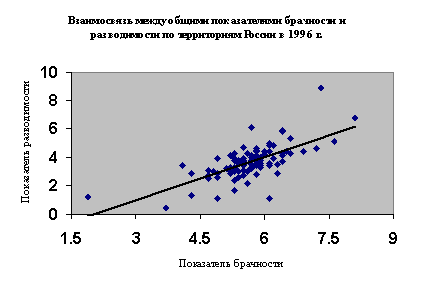 Взаимосвязь между общими показателями брачности и
разводимости по территориям России в 1996 г.
Показатель разводимости
10
8
6
4
2
0
1.5 3 4.5 6 7.5 9
Показатель брачности